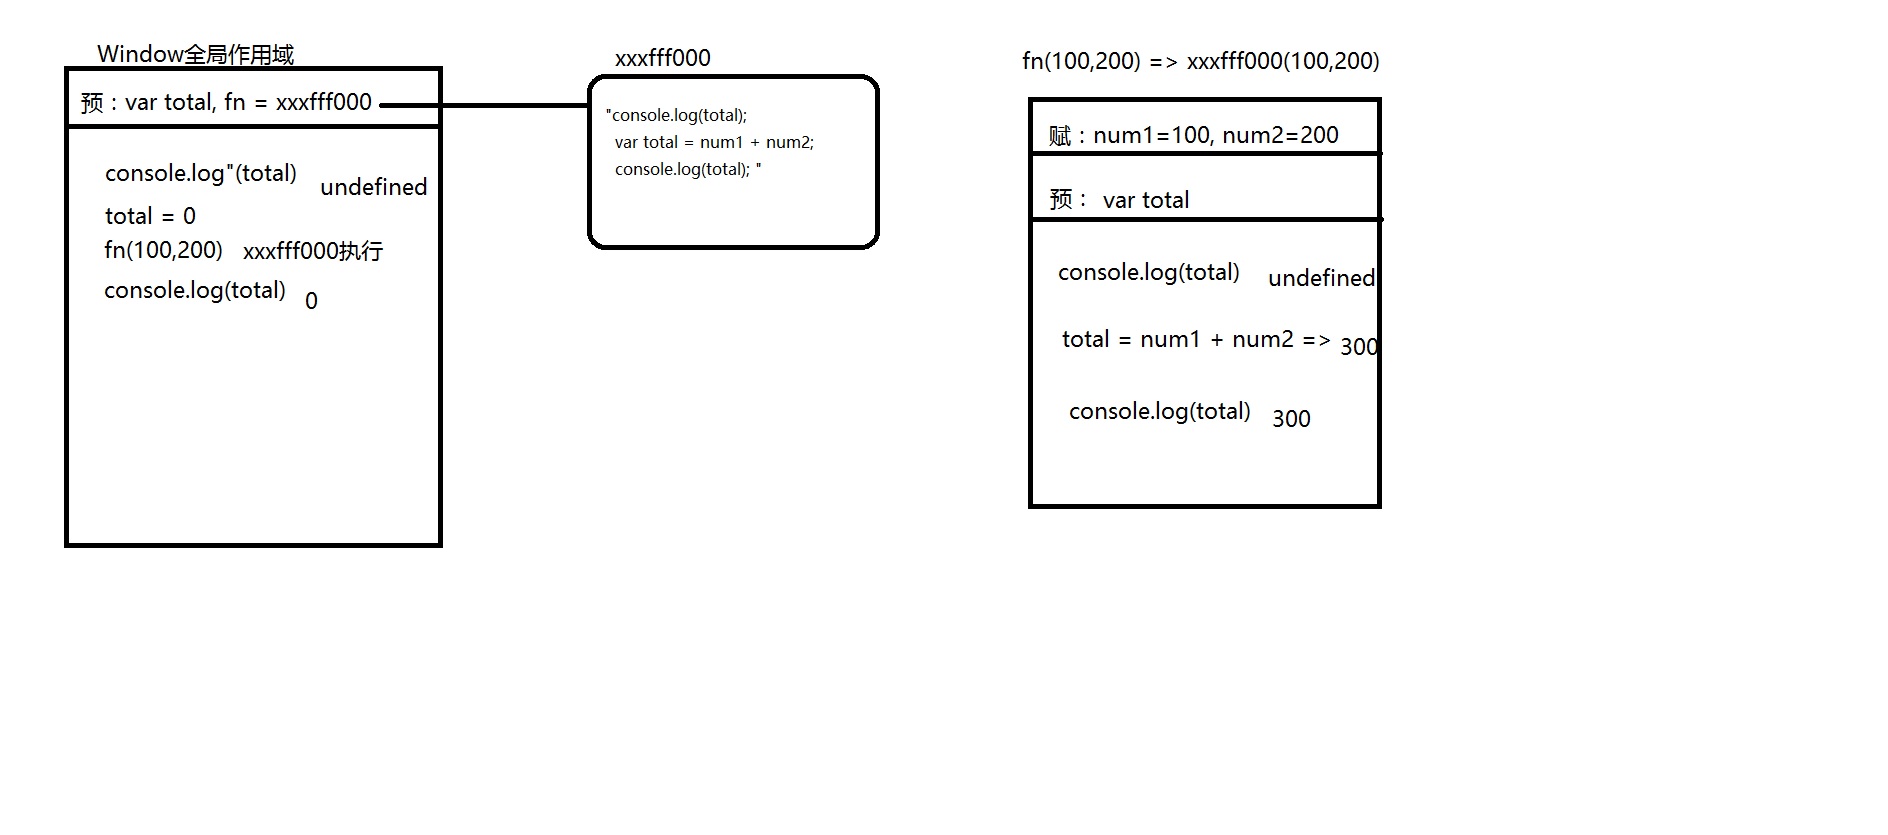 Window全局作用域
预：var total, fn = xxxfff000
console.log"(total) undefined
total = 0
fn(100,200) xxxfff000执行
console.log(total) 0
xxxfff000
"console.log(total);
var total = num1 + num2;
console.log(total); "
fn(100,200) => xxxfff000(100,200)
赋：num1=100, num2=200
预： var total
console.log(total) undefined
total = num1 + num2 => 300
console.log(total) 300